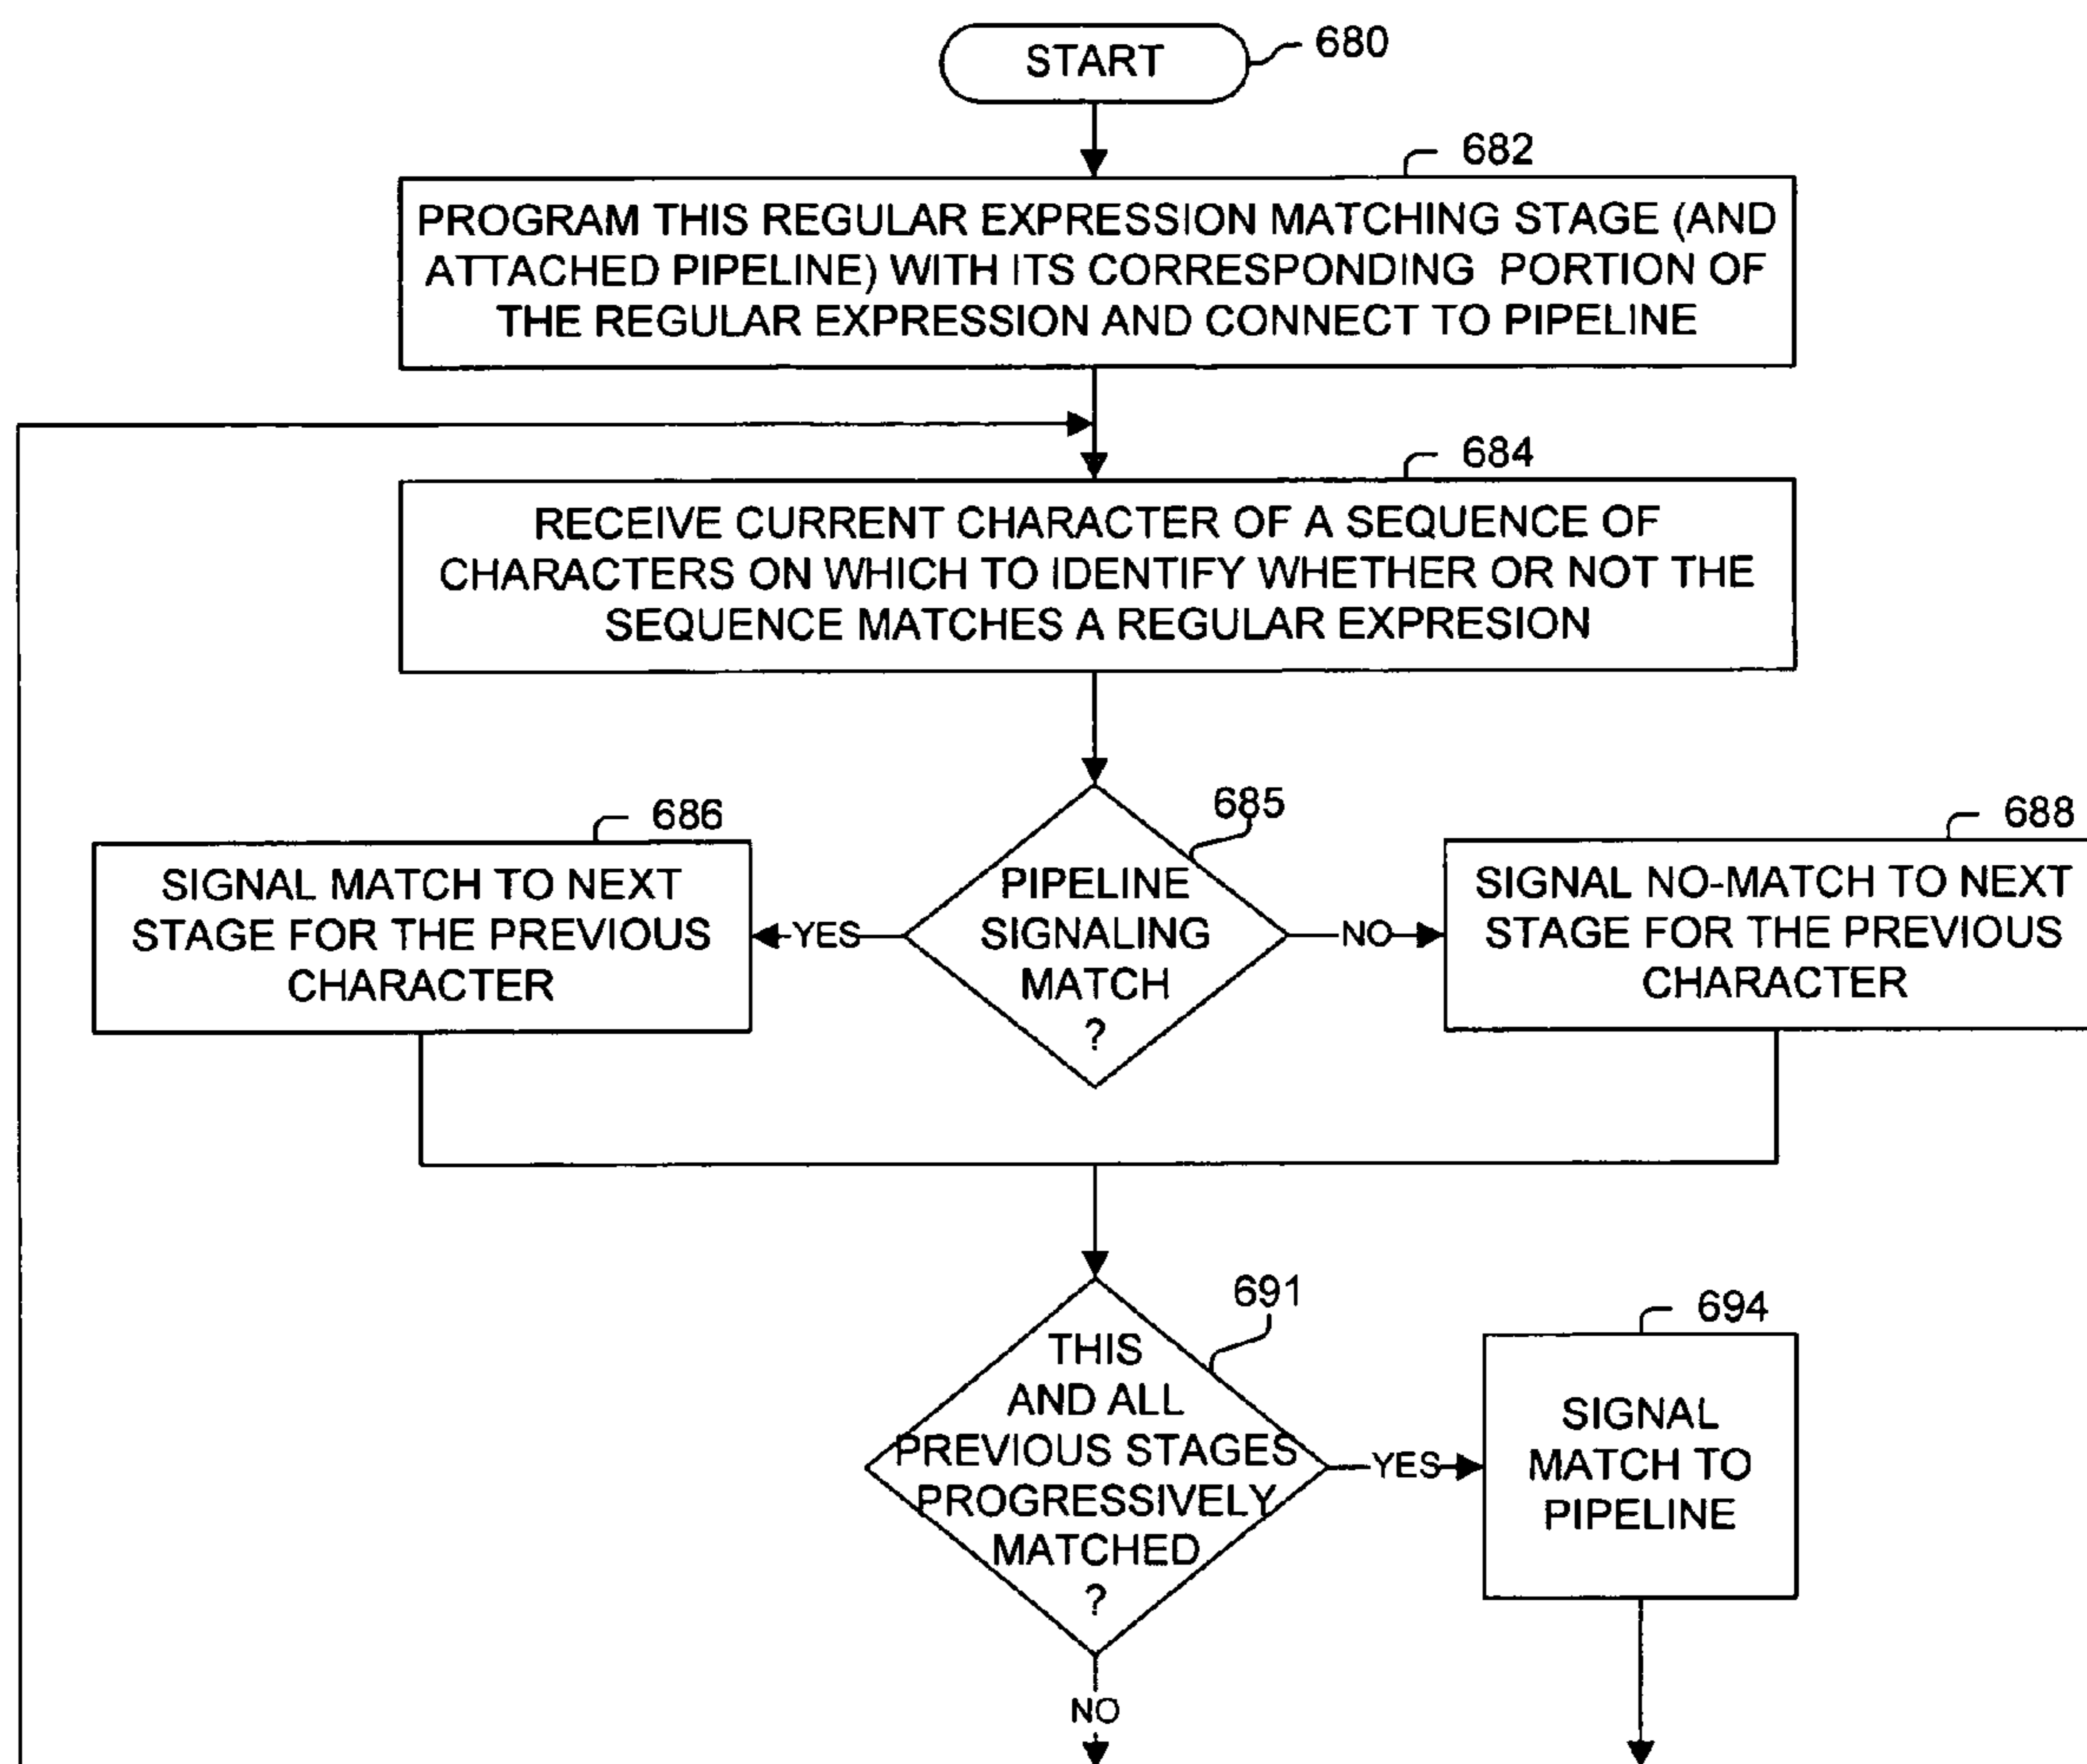 START
680
682
PROGRAM THIS REGULAR EXPRESSION MATCHING STAGE (AND
ATTACHED PIPELINE) WITH ITS CORRESPONDING PORTION OF
THE REGULAR EXPRESSION AND CONNECT TO PIPELINE
684
RECEIVE CURRENT CHARACTER OF A SEQUENCE OF
CHARACTERS ON WHICH TO IDENTIFY WHETHER OR NOT THE
SEQUENCE MATCHES A REGULAR EXPRESION
685
PIPELINE
SIGNALING
MATCH
?
YES
686
SIGNAL MATCH TO NEXT
STAGE FOR THE PREVIOUS
CHARACTER
NO
688
SIGNAL NO-MATCH TO NEXT
STAGE FOR THE PREVIOUS
CHARACTER
691
THIS
AND ALL
PREVIOUS STAGES
PROGRESSIVELY
MATCHED
?
YES
694
SIGNAL
MATCH TO
PIPELINE
NO